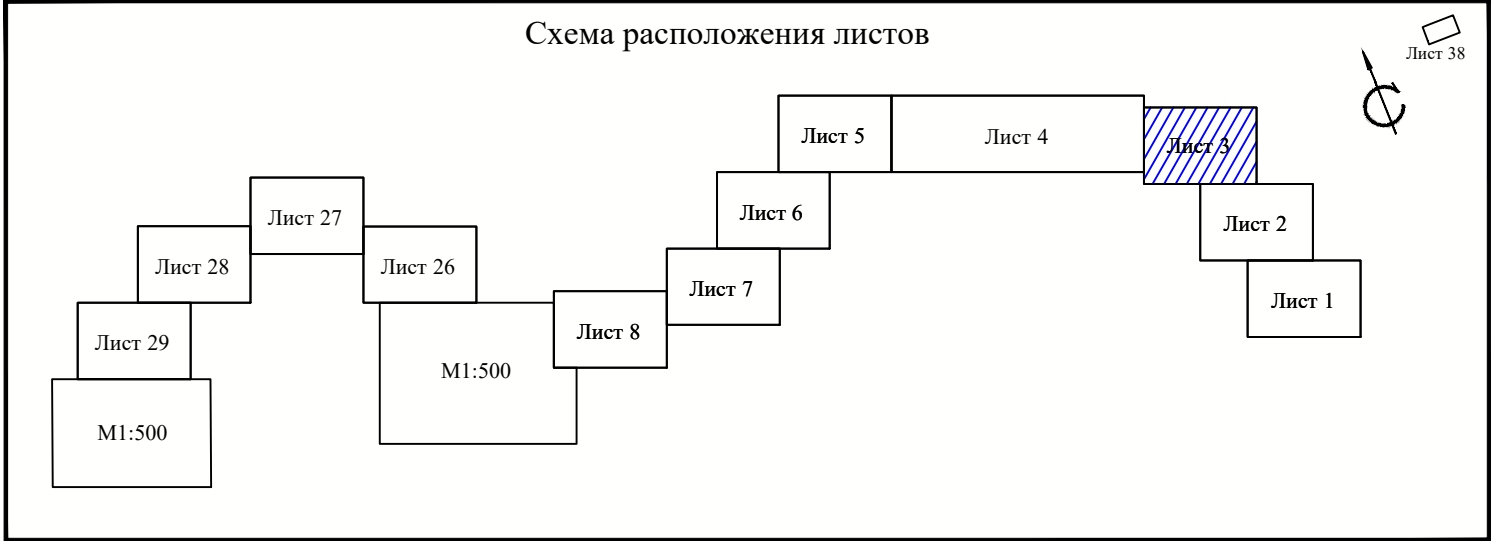 Схема расположения листов
Лист 38
Лист 5
Лист 4
Лист 3
Лист 27
Лист 6
Лист 2
Лист 28
Лист 26
Лист 7
Лист 1
Лист 29
Лист 8
М1:500
М1:500